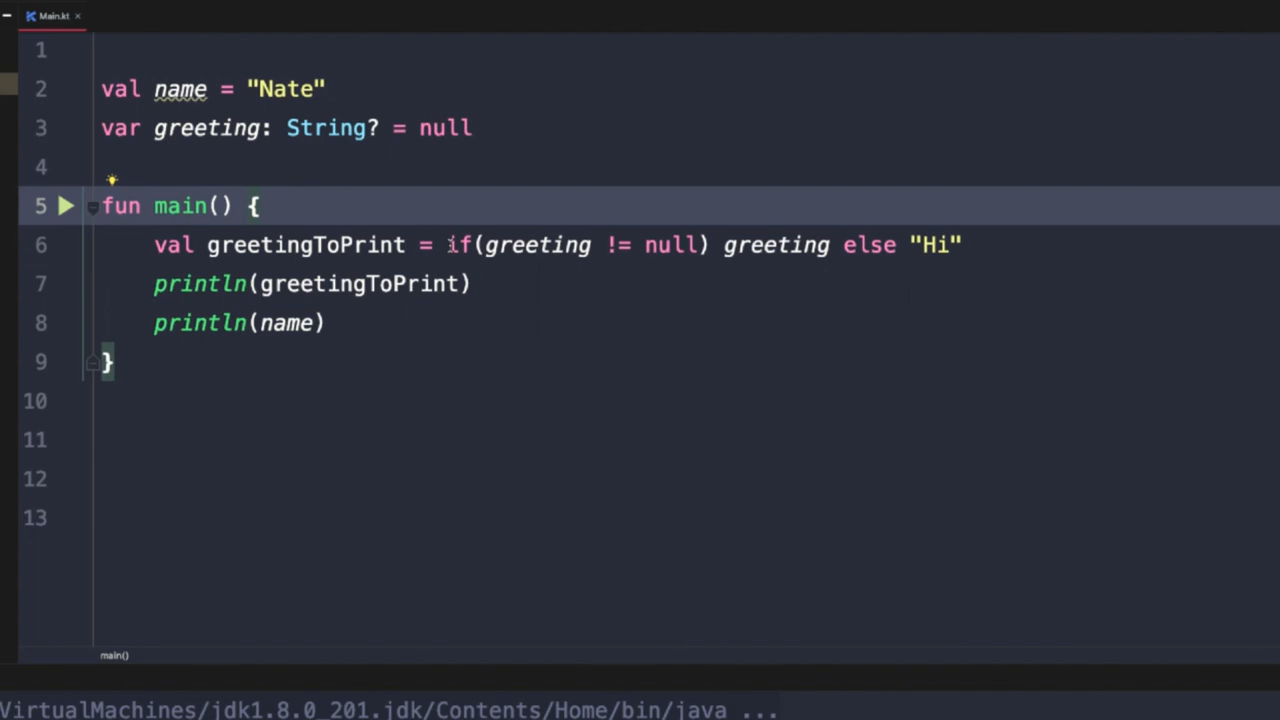 Main.kt
1
2 val name = "Nate"
3 var greeting: String? = null
4
5 fun main() {
6 val greetingToPrint = if(greeting != null) greeting else "Hi"
7 println(greetingToPrint)
8 println(name)
9 }
10
11
12
13
main()
VirtualMachines/jdk1.8.0_201.jdk/Contents/Home/bin/java ...